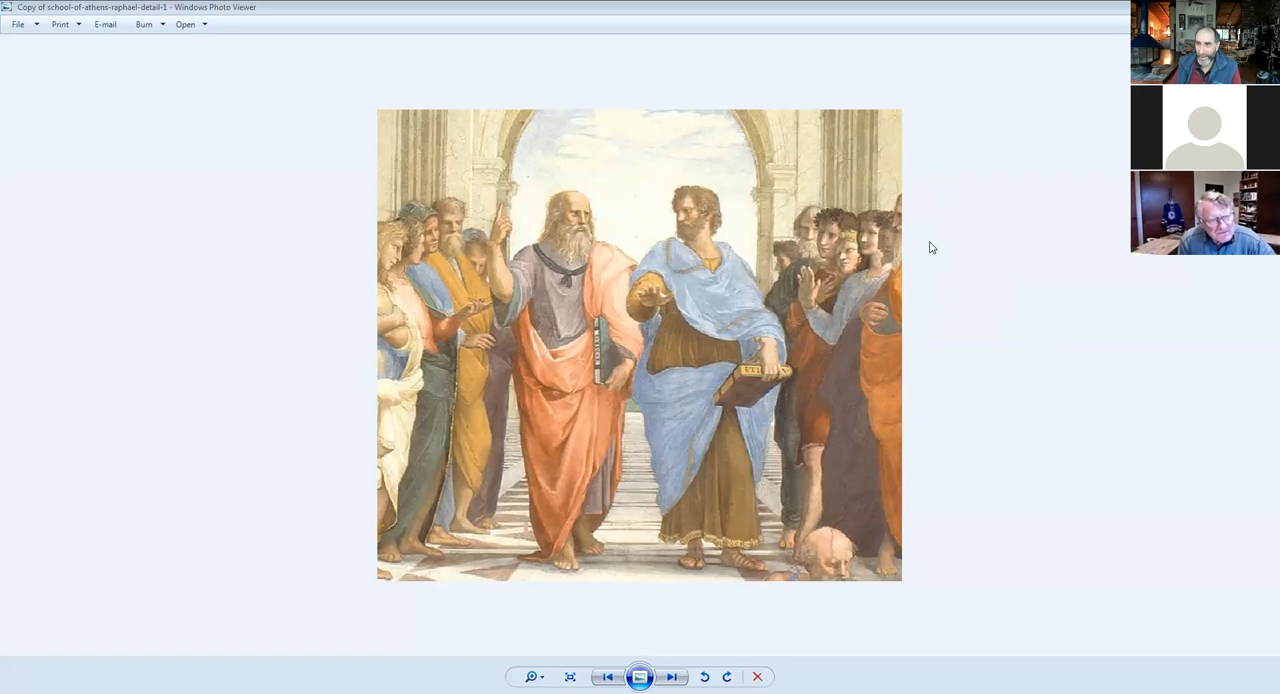 Copy of school-of-athens-raphael-detail-1 - Windows Photo Viewer
File Print E-mail Burn Open